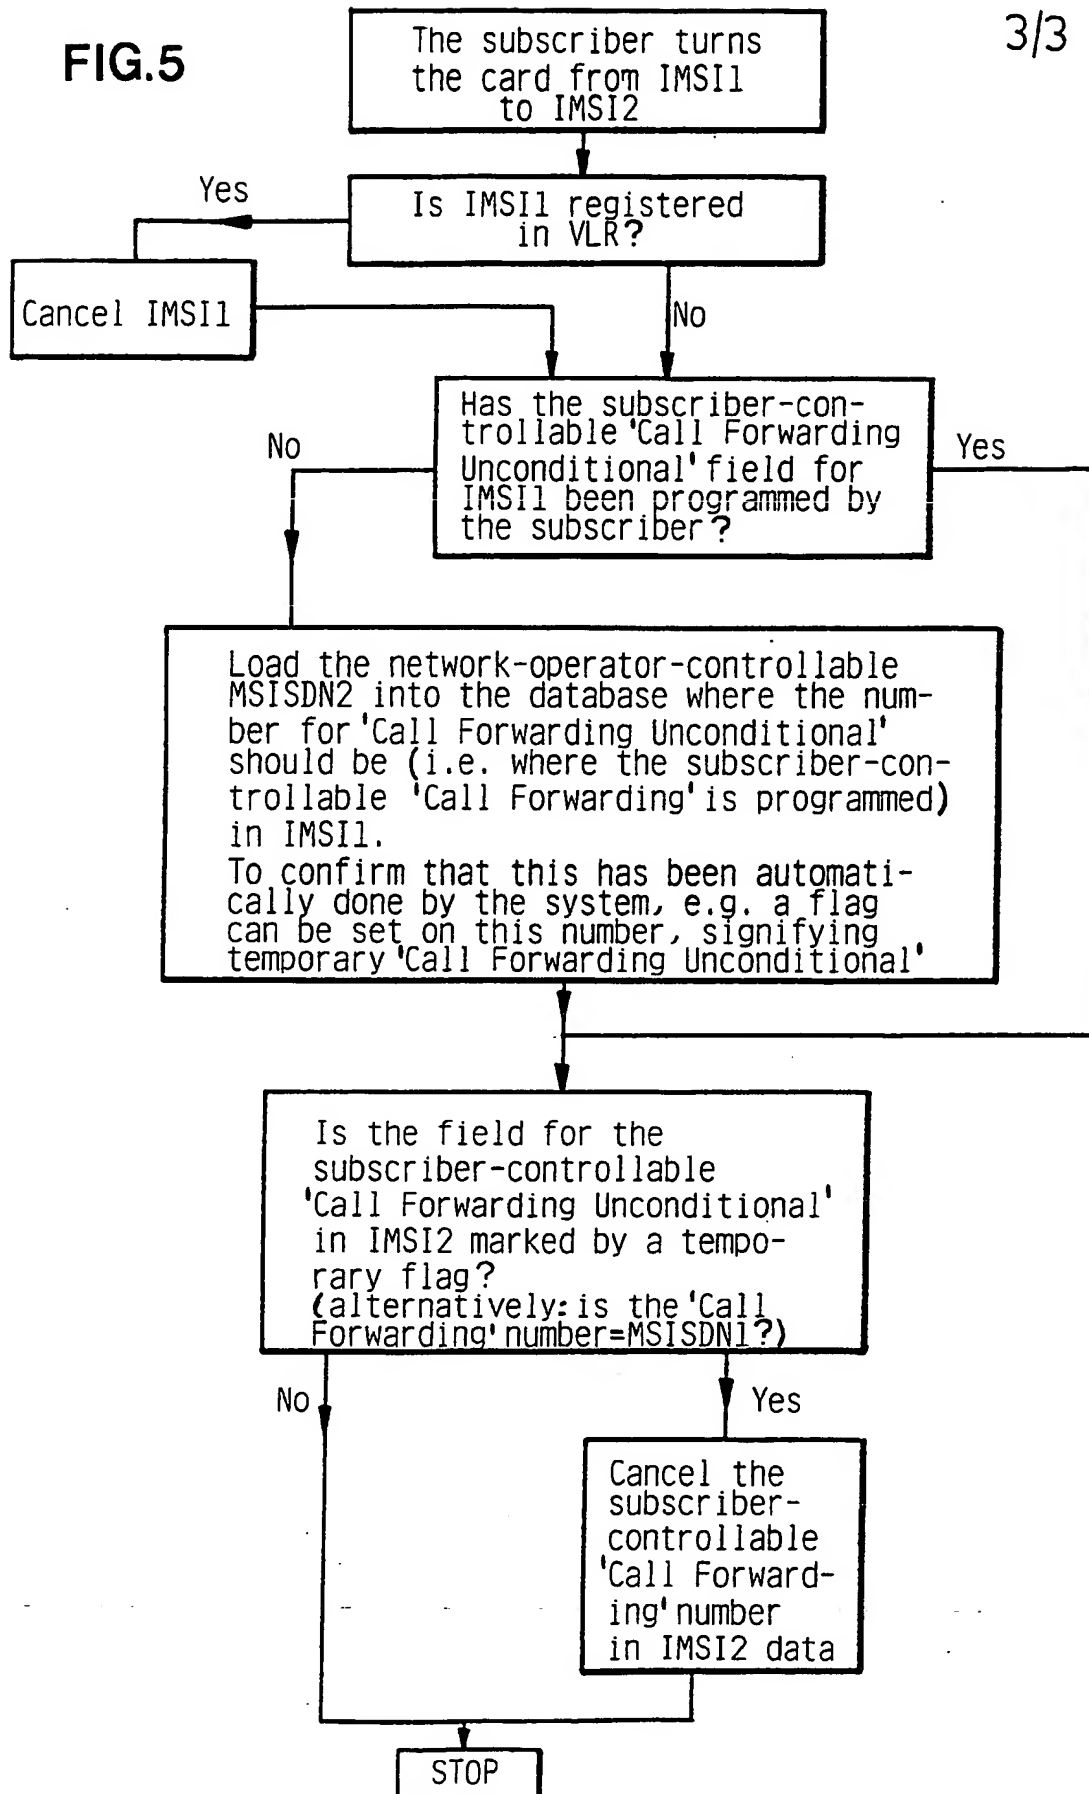 FIG.5
3/3
The subscriber turns
the card from IMSI1
to IMSI2
Yes
Is IMSI1 registered
in VLR?
Cancel IMSI1
No
Has the subscriber-con-
trollable 'Call Forwarding
Unconditional' field for
IMSI1 been programmed by
the subscriber?
No
Yes
Load the network-operator-controllable
MSISDN2 into the database where the num-
ber for 'Call Forwarding Unconditional'
should be (i.e. where the subscriber-con-
trollable 'Call Forwarding' is programmed)
in IMSI1.
To confirm that this has been automati-
cally done by the system, e.g. a flag
can be set on this number, signifying
temporary 'Call Forwarding Unconditional'
Is the field for the
subscriber-controllable
'Call Forwarding Unconditional'
in IMSI2 marked by a tempo-
rary flag?
(alternatively: is the 'Call
Forwarding' number=MSISDN1?)
No
Yes
Cancel the
subscriber-
controllable
'Call Forward-
ing' number
in IMSI2 data
STOP